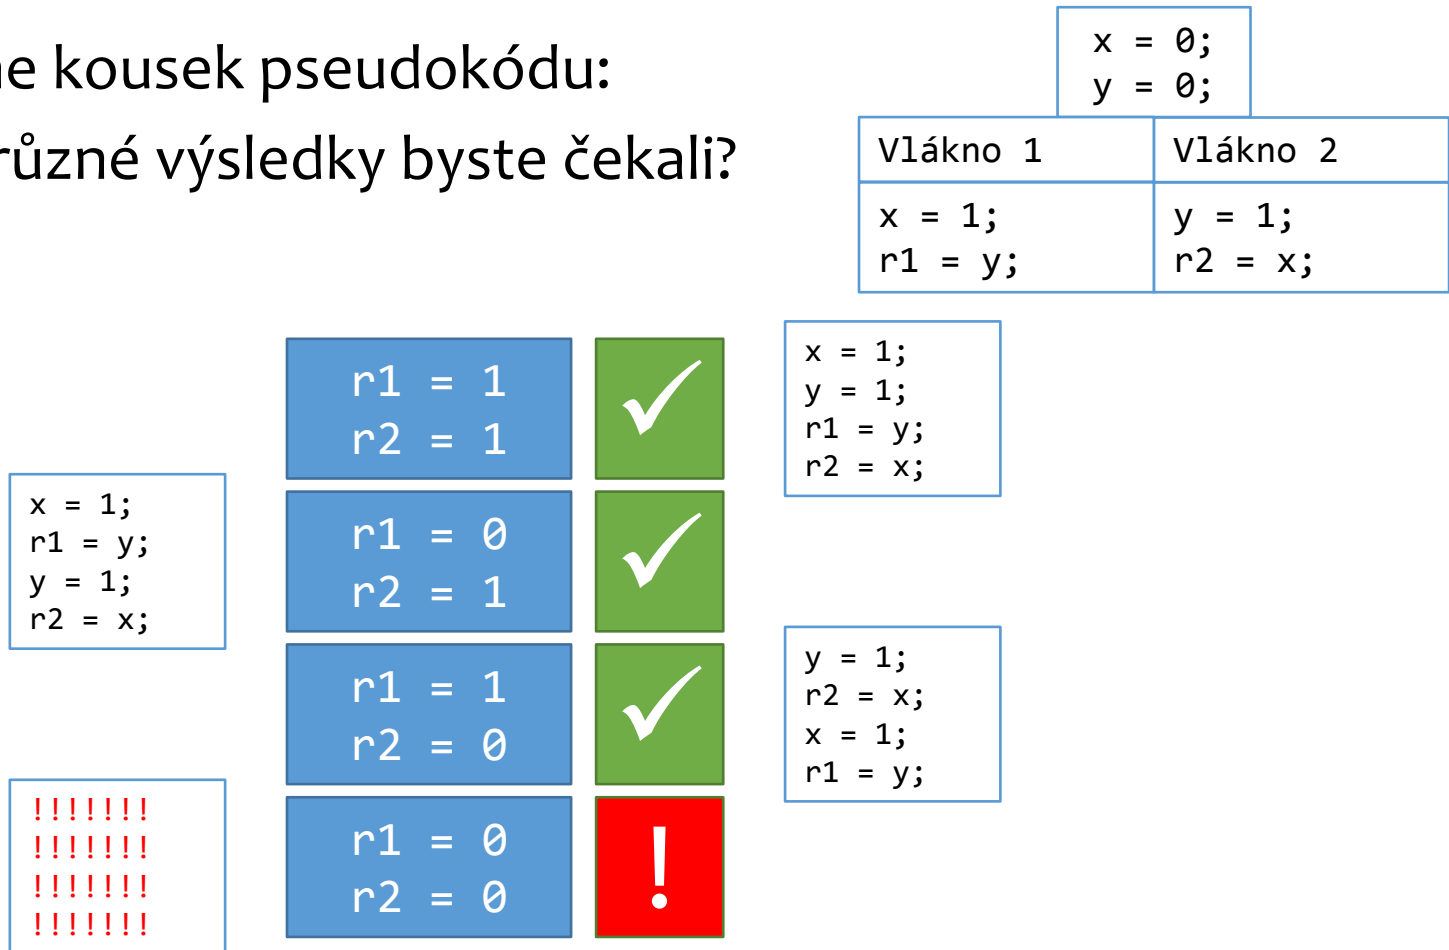 kousek pseudokódu:
různé výsledky byste čekali?
x = 0;
y = 0;
Vlákno 1
Vlákno 2
x = 1;
r1 = y;
y = 1;
r2 = x;
r1 = 1
r2 = 1
x = 1;
y = 1;
r1 = y;
r2 = x;
x = 1;
r1 = y;
y = 1;
r2 = x;
r1 = 0
r2 = 1
r1 = 1
r2 = 0
y = 1;
r2 = x;
x = 1;
r1 = y;
!!!!!!!
!!!!!!!
!!!!!!!
!!!!!!!
r1 = 0
r2 = 0
!